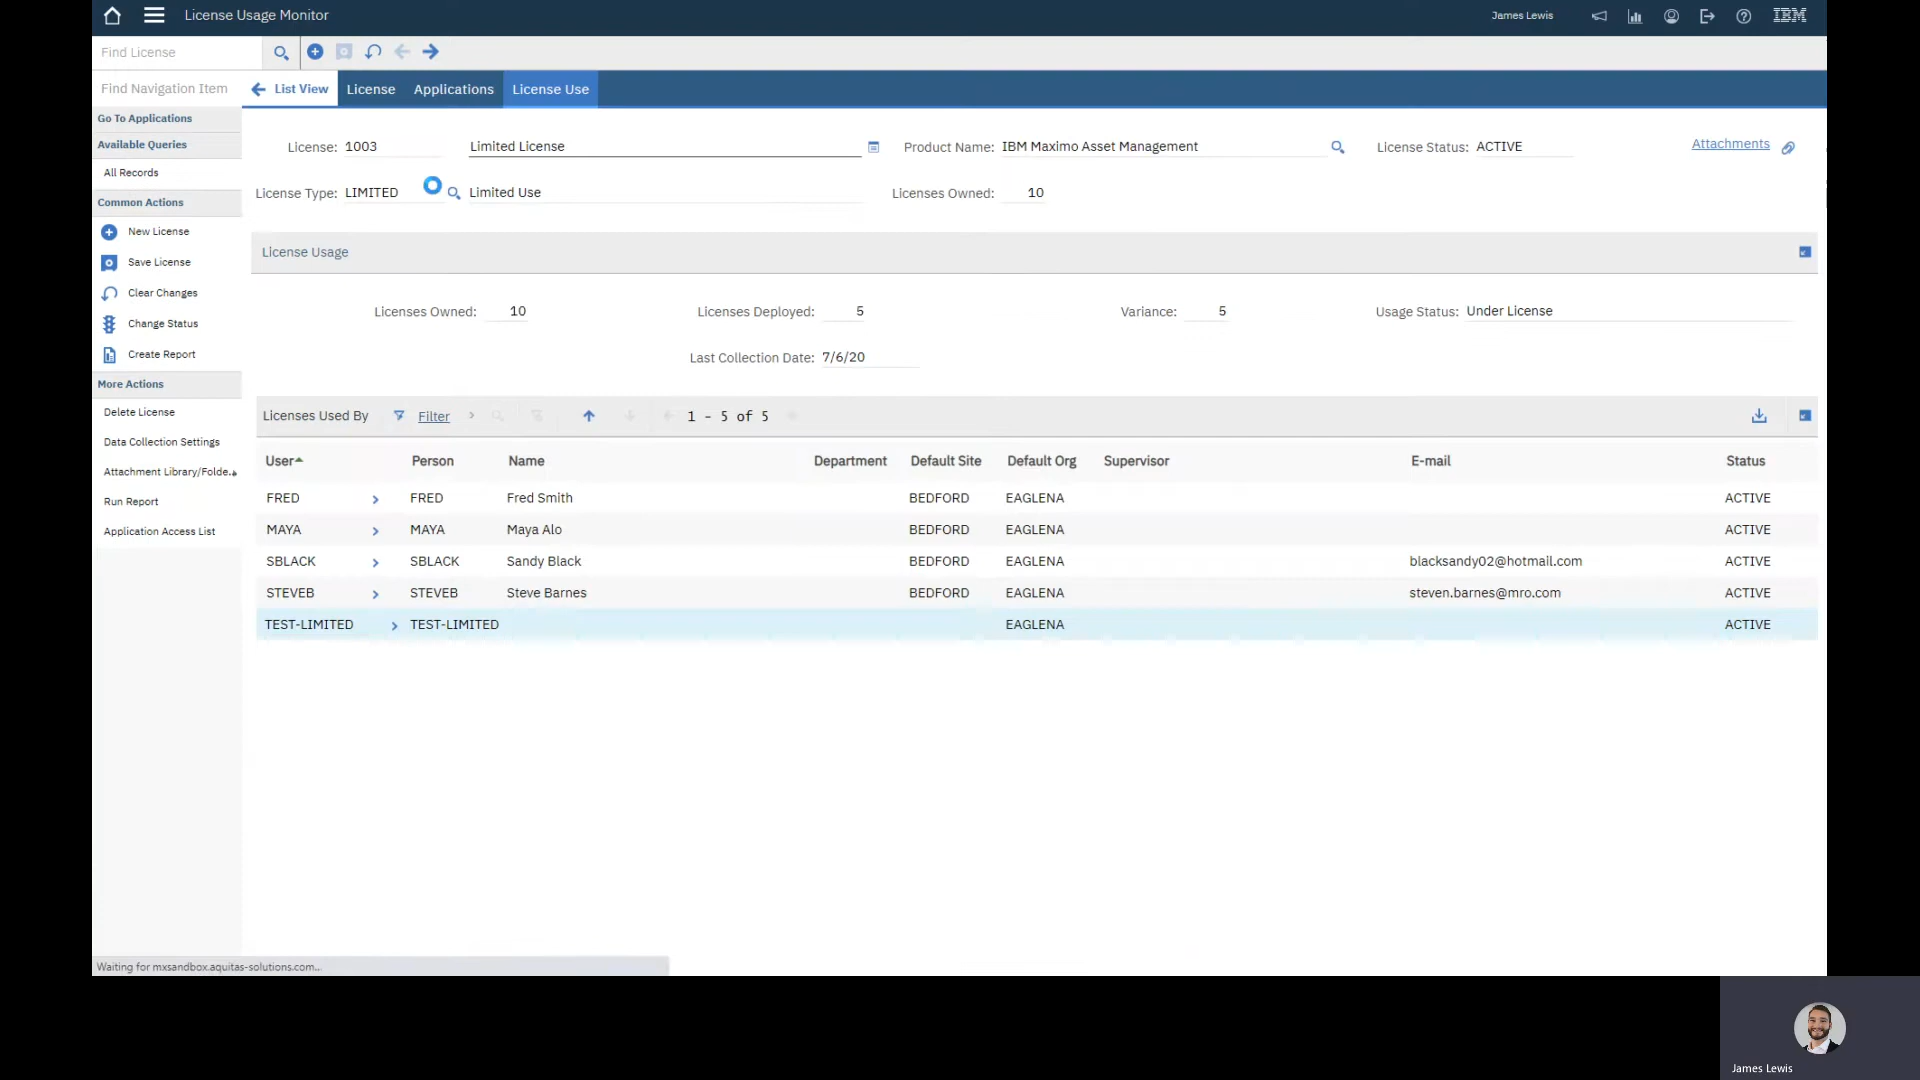 License Usage Monitor
James Lewis
IBM
Find License
Find Navigation Item
List View
License
Applications
License Use
Go To Applications
Available Queries
All Records
Common Actions
New License
Save License
Clear Changes
Change Status
Create Report
More Actions
Delete License
Data Collection Settings
Attachment Library/Folde..
Run Report
Application Access List
License: 1003 Limited License
Product Name: IBM Maximo Asset Management
License Status: ACTIVE
Attachments
License Type: LIMITED Limited Use
Licenses Owned: 10
License Usage
Licenses Owned: 10
Licenses Deployed: 5
Variance: 5
Usage Status: Under License
Last Collection Date: 7/6/20
Licenses Used By Filter 1 - 5 of 5
User Person Name Department Default Site Default Org Supervisor E-mail Status
FRED FRED Fred Smith BEDFORD EAGLENA ACTIVE
MAYA MAYA Maya Alo BEDFORD EAGLENA ACTIVE
SBLACK SBLACK Sandy Black BEDFORD EAGLENA blacksandy02@hotmail.com ACTIVE
STEVEB STEVEB Steve Barnes BEDFORD EAGLENA steven.barnes@mro.com ACTIVE
TEST-LIMITED TEST-LIMITED EAGLENA ACTIVE
Waiting for mxsandbox.aquitas-solutions.com...
James Lewis